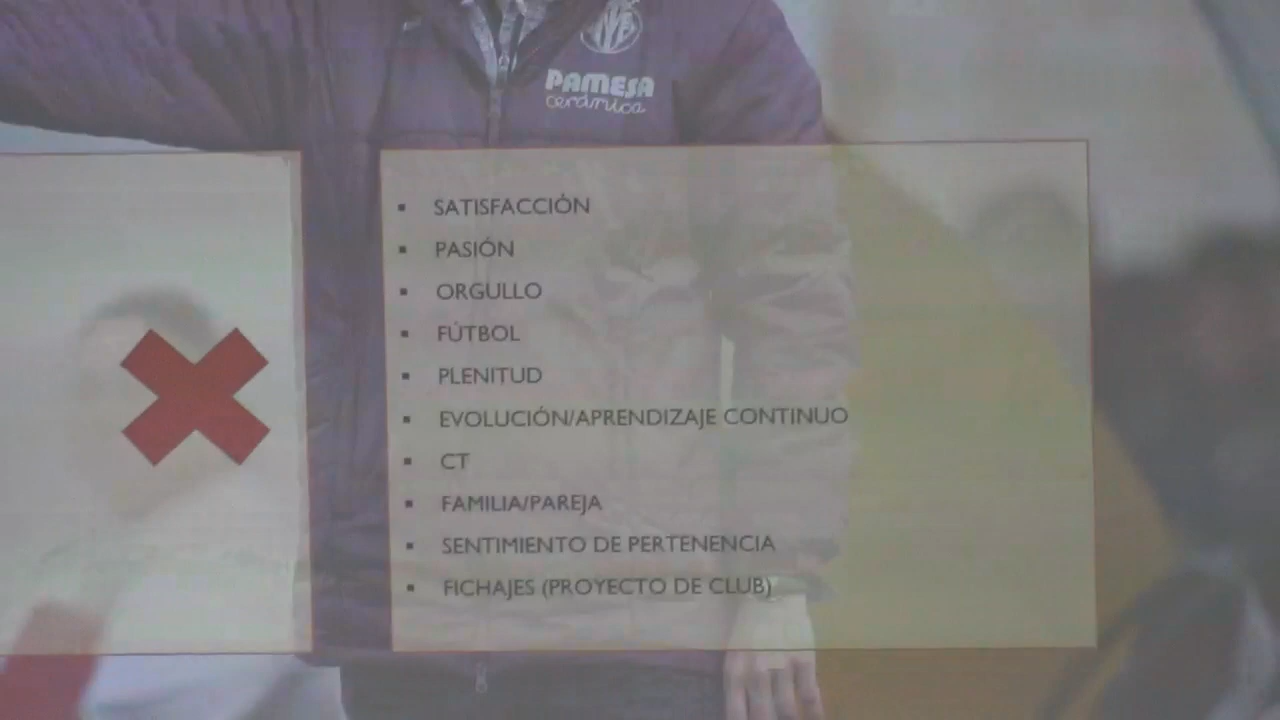 PAMESA
cerámica
SATISFACCIÓN
PASIÓN
ORGULLO
FÚTBOL
PLENITUD
EVOLUCIÓN/APRENDIZAJE CONTINUO
CT
FAMILIA/PAREJA
SENTIMIENTO DE PERTENENCIA
FICHAJES (PROYECTO DE CLUB)